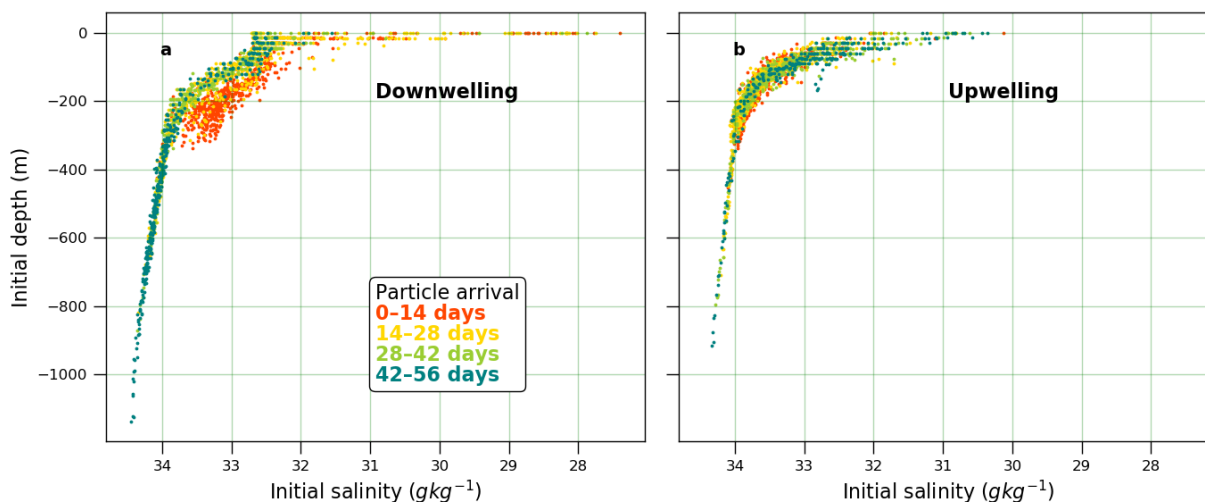 a
b
Downwelling
Upwelling
Particle arrival
0–14 days
14–28 days
28–42 days
42–56 days
0
−200
−400
−600
−800
−1000
Initial depth (m)
34 33 32 31 30 29 28
34 33 32 31 30 29 28
Initial salinity (gkg⁻¹)
Initial salinity (gkg⁻¹)